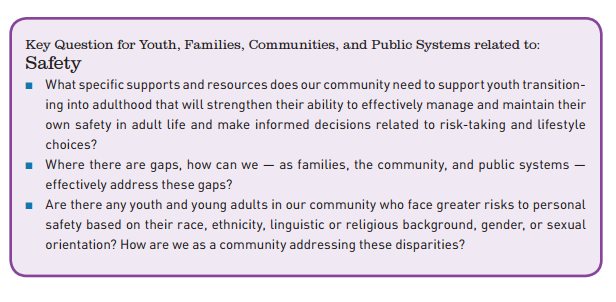 Key Question for Youth, Families, Communities, and Public Systems related to:
Safety
■ What specific supports and resources does our community need to support youth transition-
ing into adulthood that will strengthen their ability to effectively manage and maintain their
own safety in adult life and make informed decisions related to risk-taking and lifestyle
choices?
■ Where there are gaps, how can we — as families, the community, and public systems —
effectively address these gaps?
■ Are there any youth and young adults in our community who face greater risks to personal
safety based on their race, ethnicity, linguistic or religious background, gender, or sexual
orientation? How are we as a community addressing these disparities?